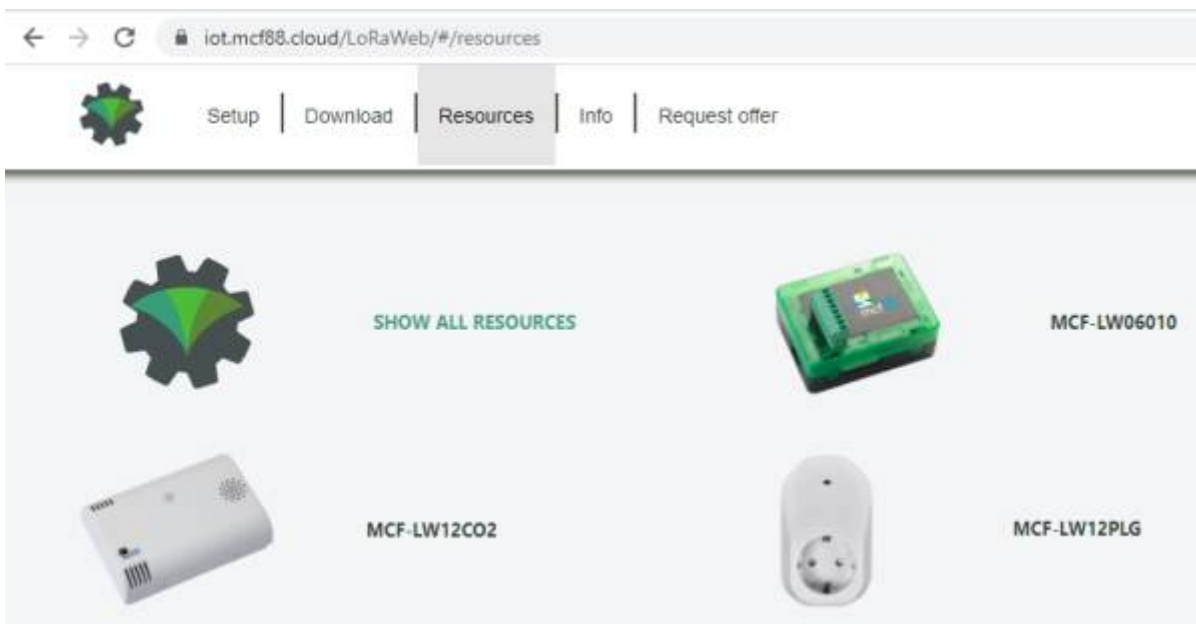 iot.mcf88.cloud/LoRaWeb/#/resources
Setup Download Resources Info Request offer
SHOW ALL RESOURCES
MCF-LW06010
MCF-LW12CO2
MCF-LW12PLG